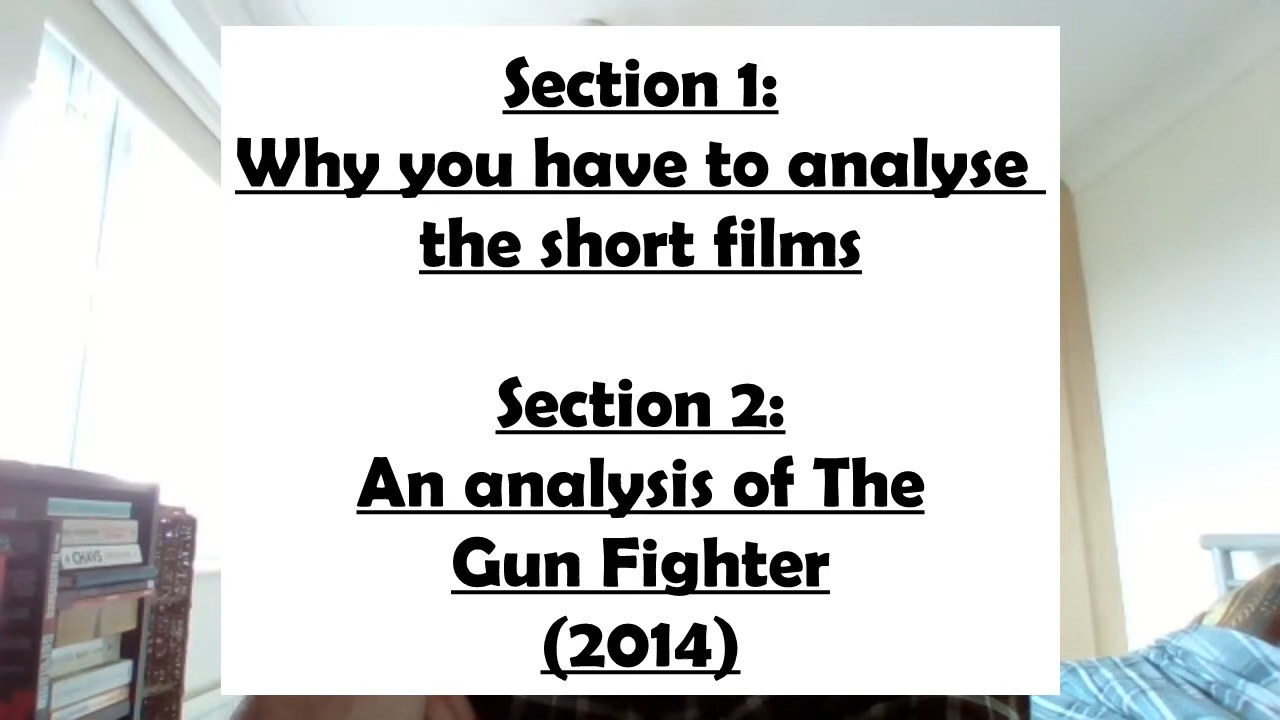 Section 1:
Why you have to analyse
the short films
Section 2:
An analysis of The
Gun Fighter
(2014)
CHAVS